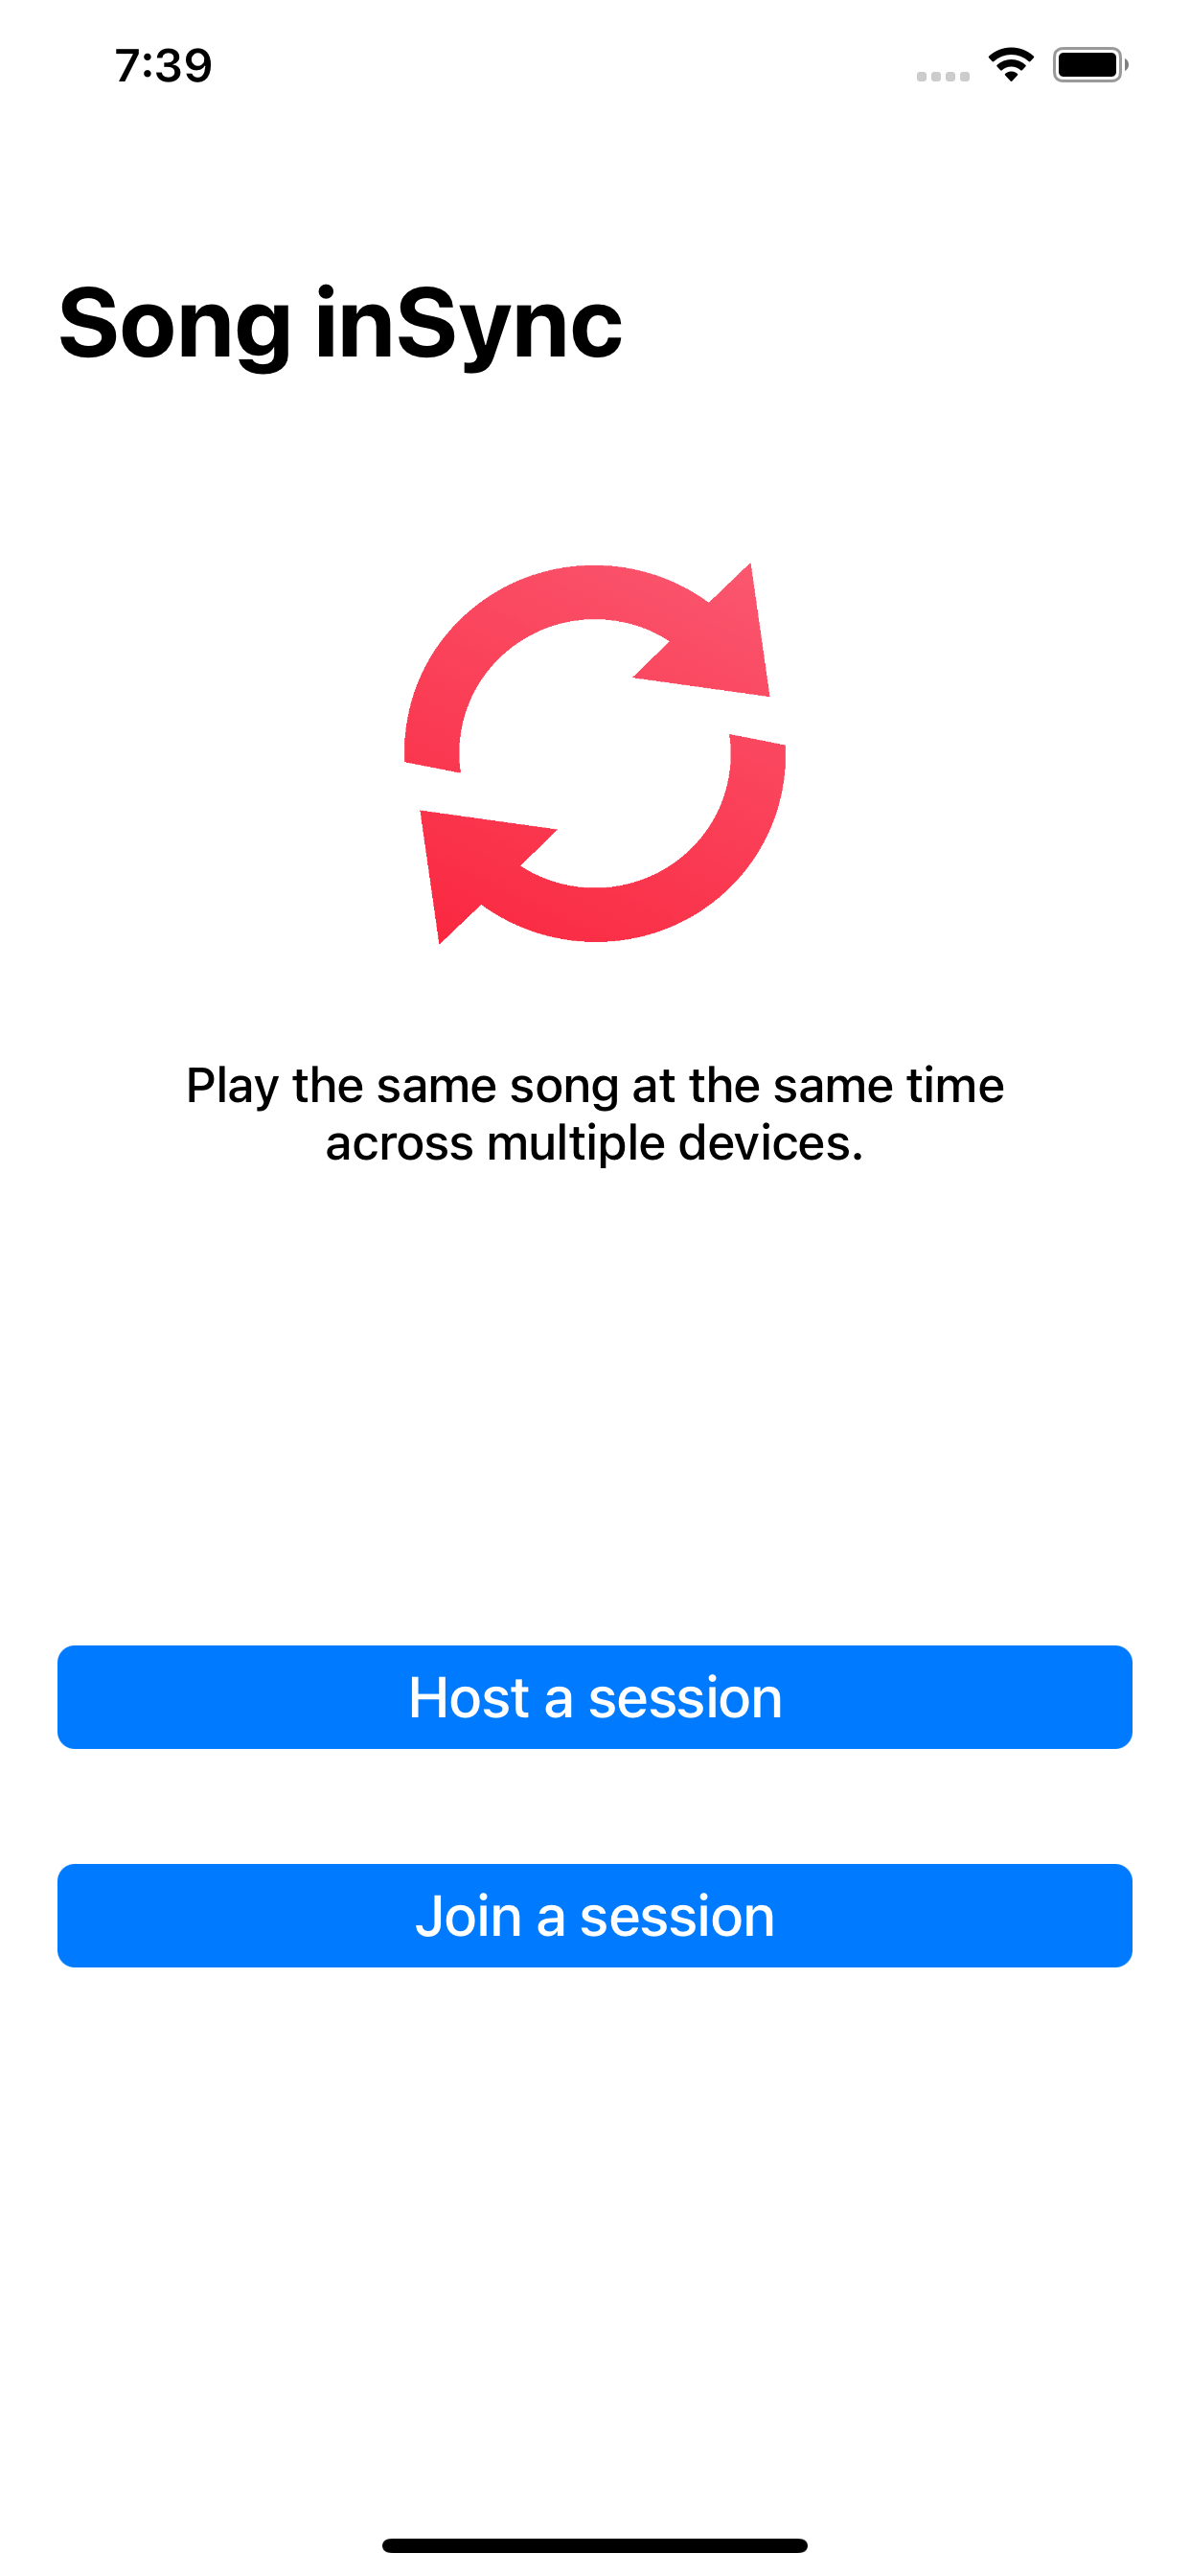 7:39
Song inSync
Play the same song at the same time
across multiple devices.
Host a session
Join a session